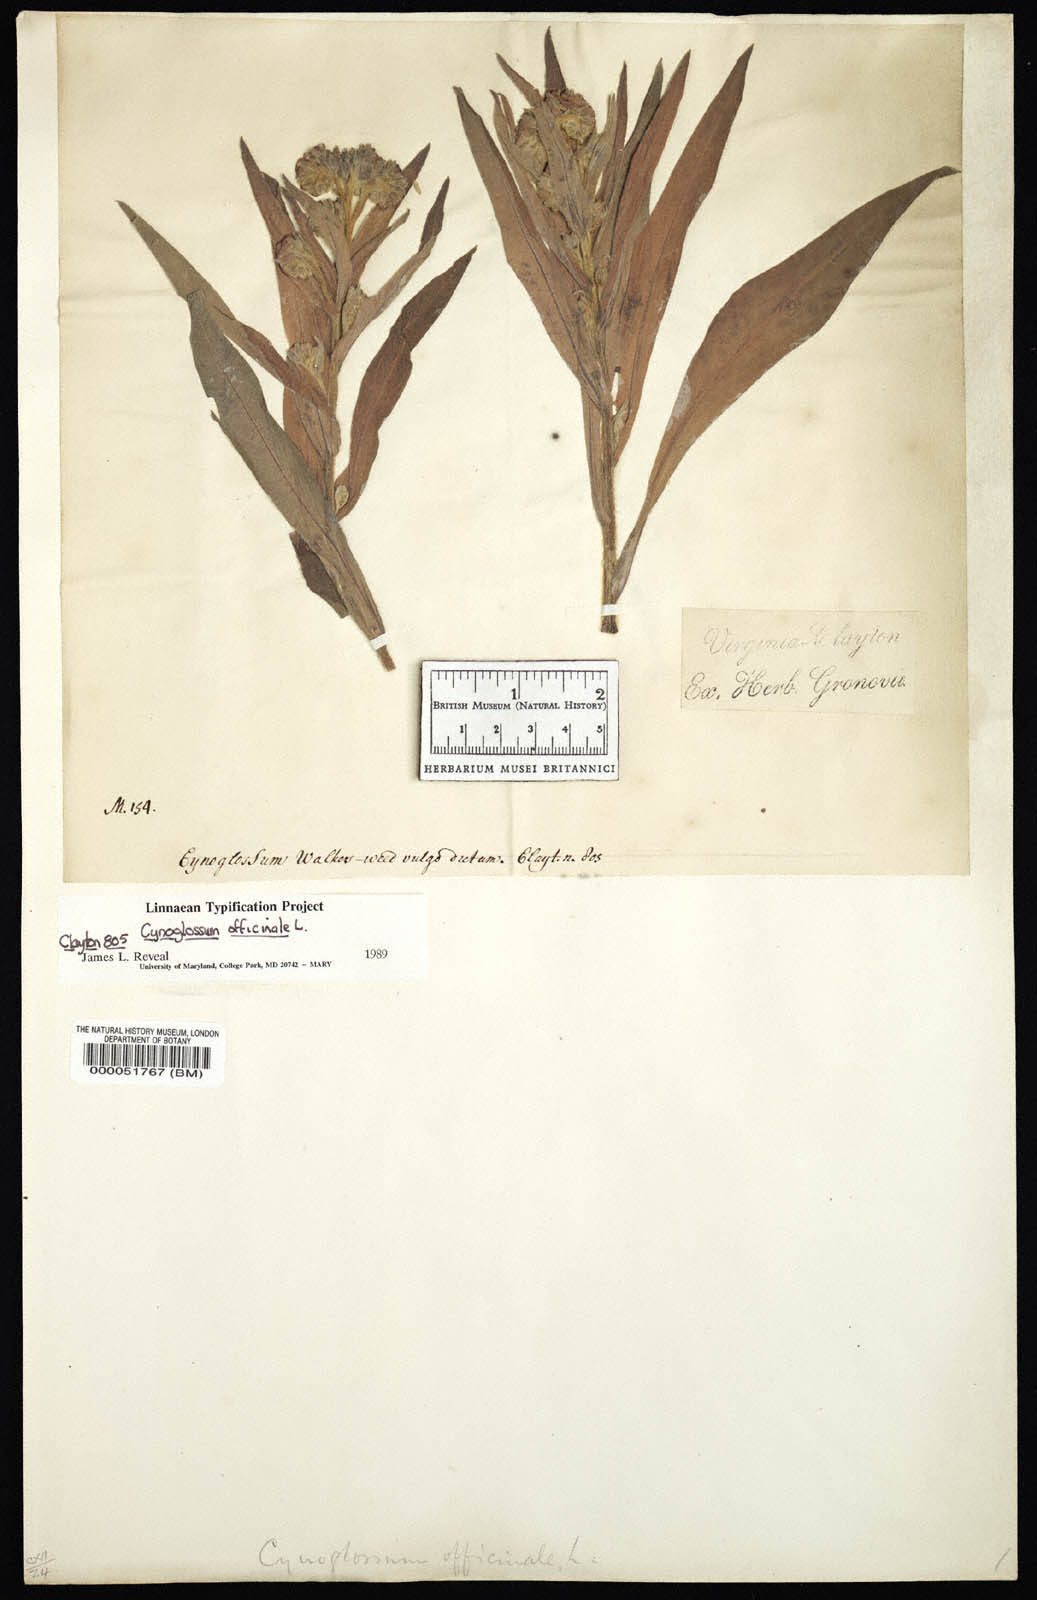 Virginia Clayton
Ex. Herb. Gronovii.
1 2
British Museum (Natural History)
1 2 3 4 5
HERBARIUM MUSEI BRITANNICI
M. 154.
Cynoglossum Walker-weed vulgo dictum. Clayt. n. 805
Linnaean Typification Project
Clayton 805 Cynoglossum officinale L.
James L. Reveal 1989
University of Maryland, College Park, MD 20742 – MARY
THE NATURAL HISTORY MUSEUM, LONDON
DEPARTMENT OF BOTANY
000051767 (BM)
Cynoglossum officinale, L.
24